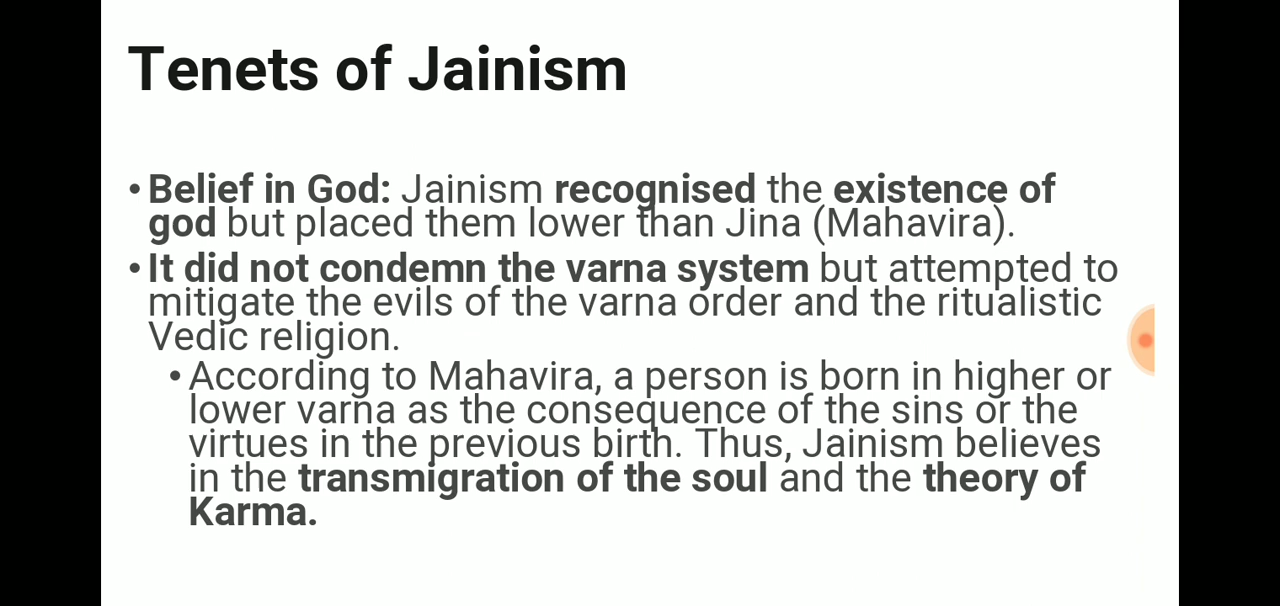 Tenets of Jainism
• Belief in God: Jainism recognised the existence of
god but placed them lower than Jina (Mahavira).
• It did not condemn the varna system but attempted to
mitigate the evils of the varna order and the ritualistic
Vedic religion.
• According to Mahavira, a person is born in higher or
lower varna as the consequence of the sins or the
virtues in the previous birth. Thus, Jainism believes
in the transmigration of the soul and the theory of
Karma.